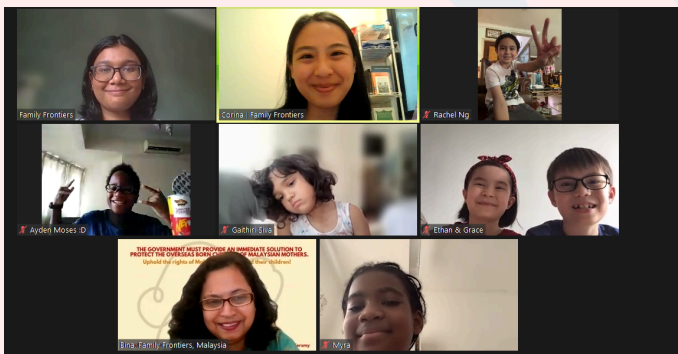 Family Frontiers
Corina | Family Frontiers
Rachel Ng
Ayden Moses :D
Gaithiri Siva
Ethan & Grace
THE GOVERNMENT MUST PROVIDE AN IMMEDIATE SOLUTION TO
PROTECT THE OVERSEAS BORN OF MALAYSIAN MOTHERS.
Uphold the rights of their children!
Bina, Family Frontiers, Malaysia
Myra